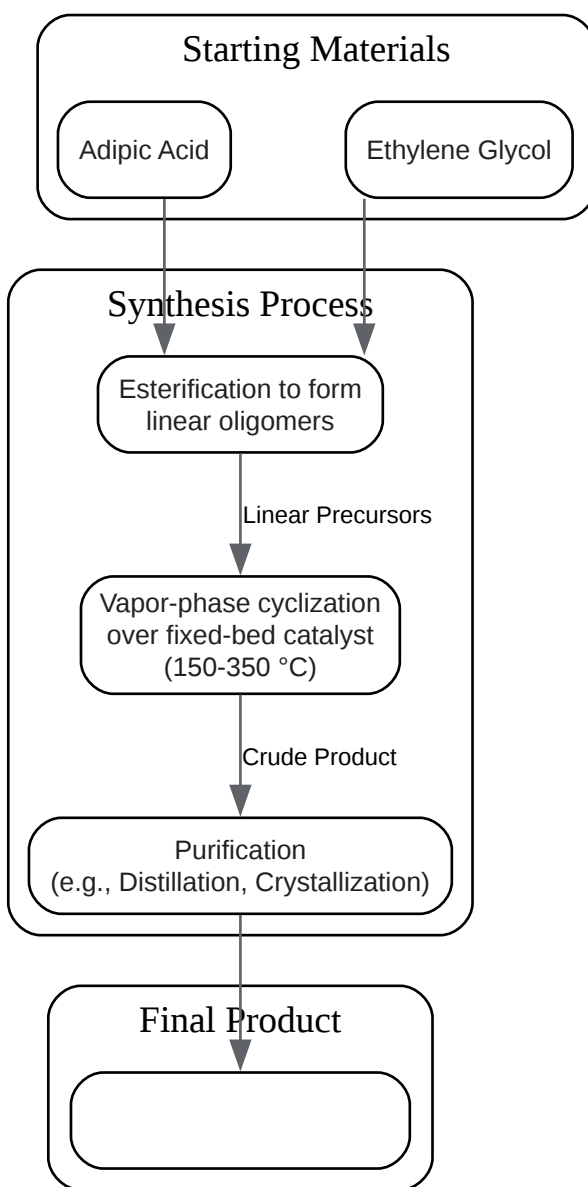 Starting Materials
Adipic Acid
Ethylene Glycol
Synthesis Process
Esterification to form
linear oligomers
Linear Precursors
Vapor-phase cyclization
over fixed-bed catalyst
(150-350 °C)
Crude Product
Purification
(e.g., Distillation, Crystallization)
Final Product